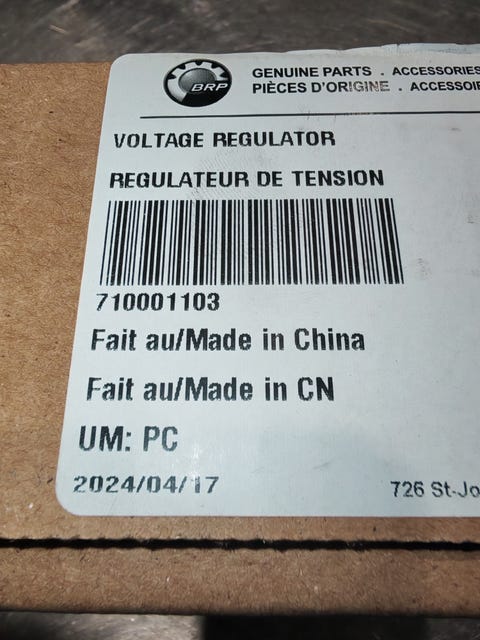 BRP
GENUINE PARTS . ACCESSORIES
PIÈCES D'ORIGINE . ACCESSOI
VOLTAGE REGULATOR
REGULATEUR DE TENSION
710001103
Fait au/Made in China
Fait au/Made in CN
UM: PC
2024/04/17
726 St-Jo